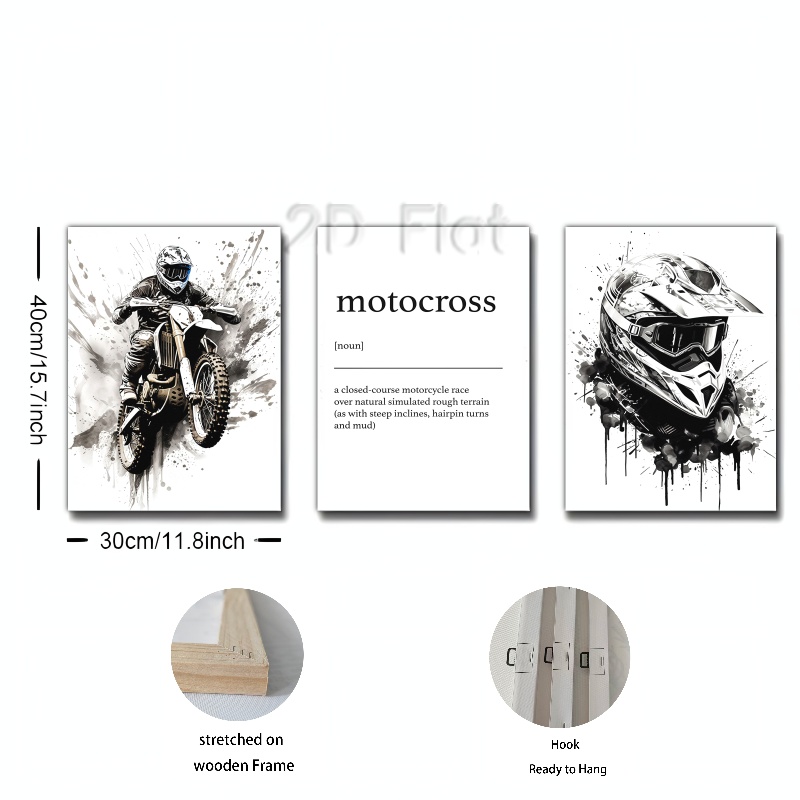 2D Flat
40cm/15.7inch
motocross
[noun]
a closed-course motorcycle race
over natural simulated rough terrain
(as with steep inclines, hairpin turns
and mud)
30cm/11.8inch
stretched on
wooden Frame
Hook
Ready to Hang